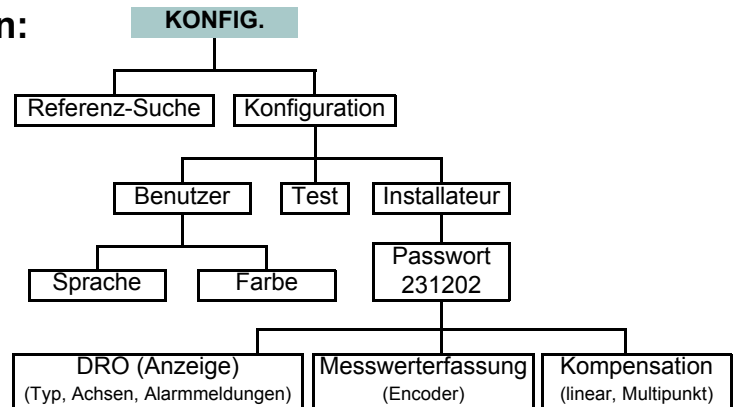 n:
KONFIG.
Referenz-Suche
Konfiguration
Benutzer
Test
Installateur
Sprache
Farbe
Passwort
231202
DRO (Anzeige)
(Typ, Achsen, Alarmmeldungen)
Messwerterfassung
(Encoder)
Kompensation
(linear, Multipunkt)